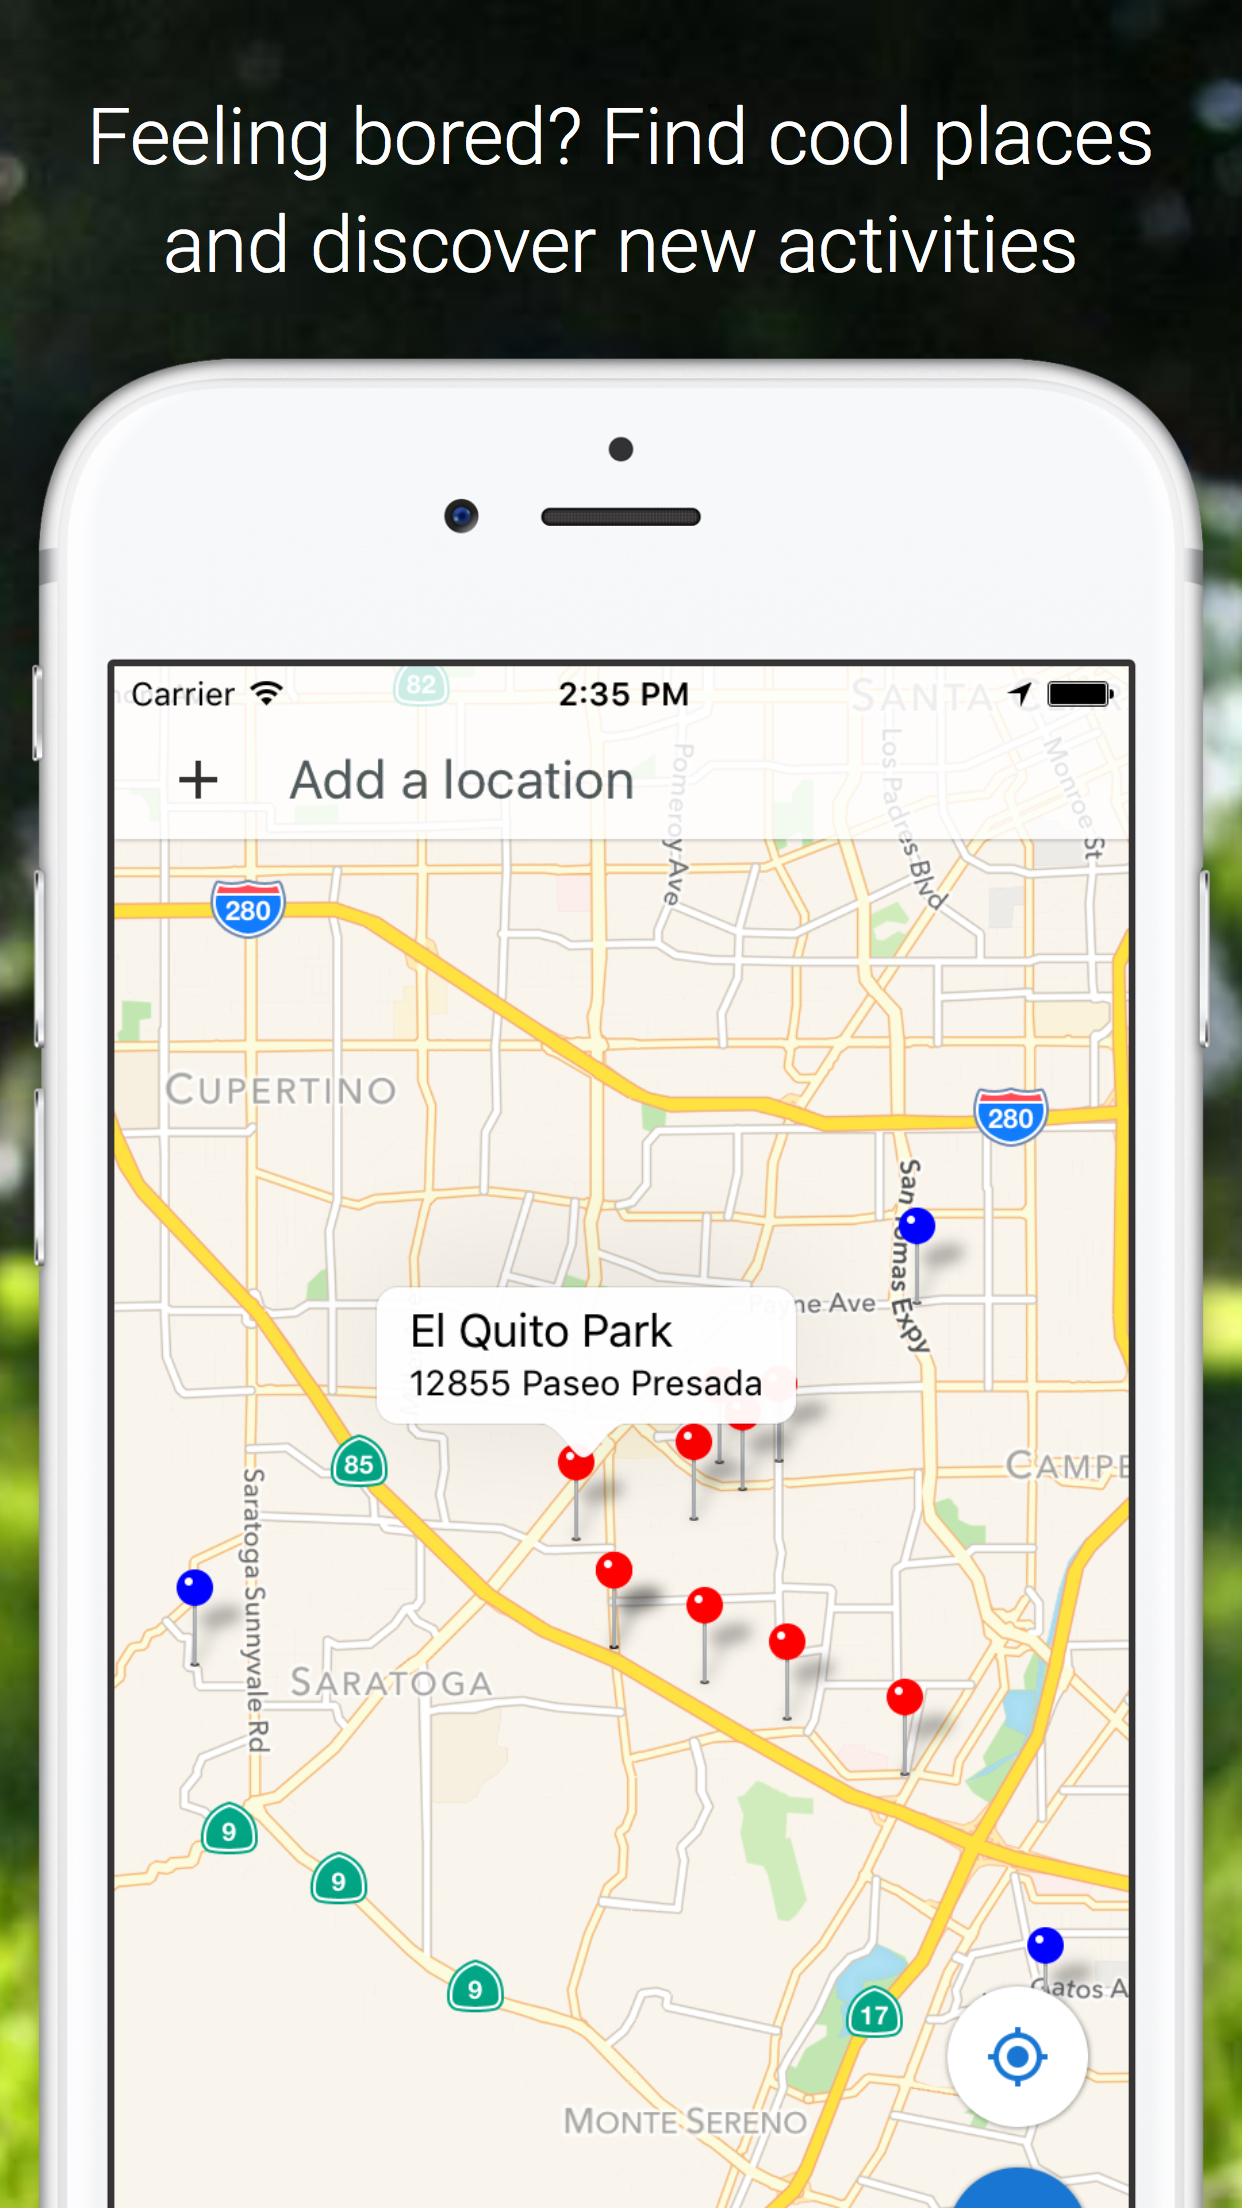 Feeling bored? Find cool places
and discover new activities
Carrier
2:35 PM
82
SANTA
+ Add a location
Pomeroy Ave
Los Padres Blvd
Monroe St
280
CUPERTINO
280
San Tomas Expy
Payne Ave
El Quito Park
12855 Paseo Presada
85
CAMPE
Saratoga Sunnyvale Rd
SARATOGA
9
9
9
17
Gatos A
MONTE SERENO